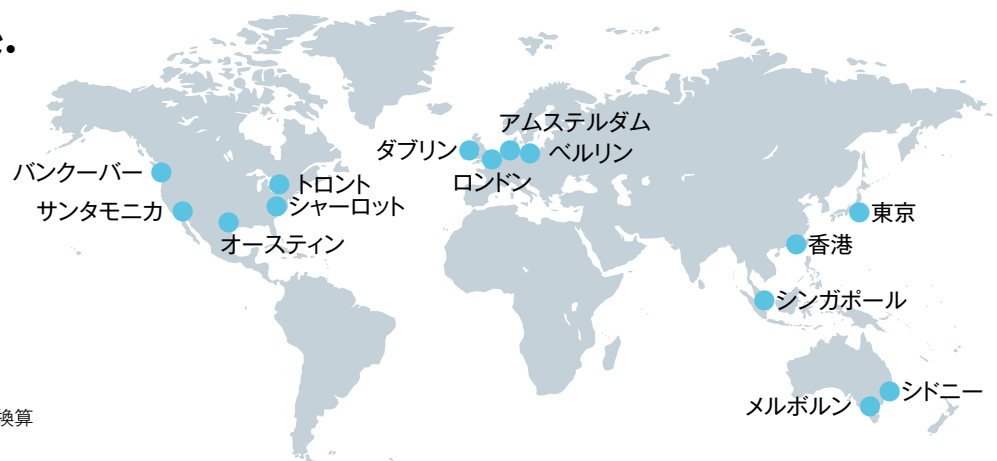 アムステルダム
ダブリン
ベルリン
ロンドン
バンクーバー
トロント
サンタモニカ
シャーロット
オースティン
東京
香港
シンガポール
シドニー
メルボルン
換算